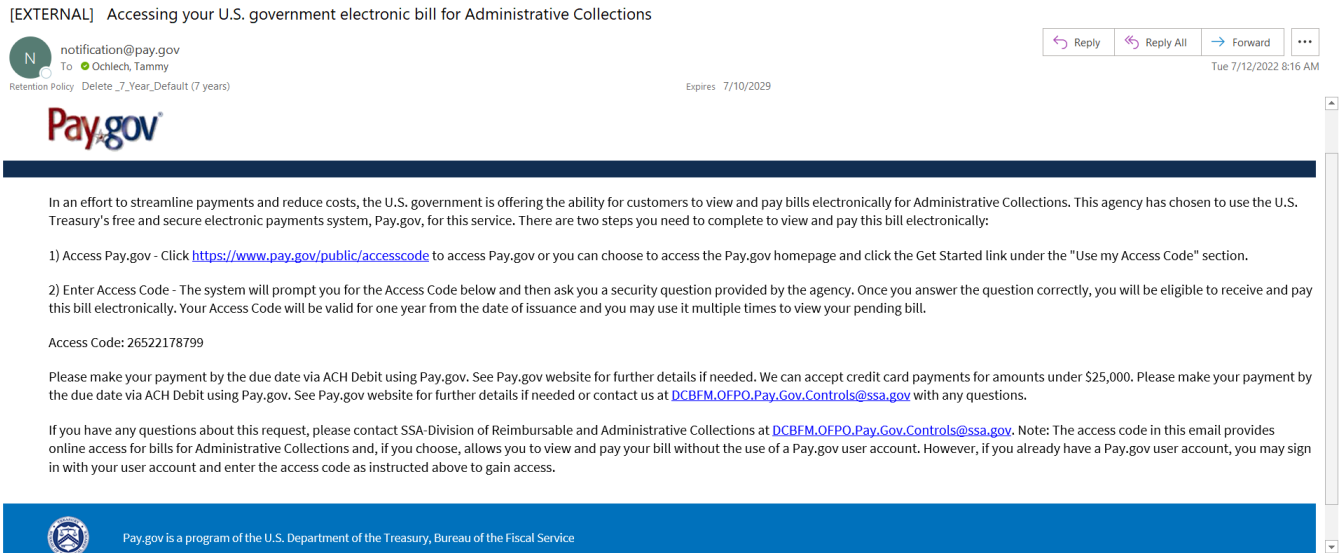 [EXTERNAL] Accessing your U.S. government electronic bill for Administrative Collections
N
notification@pay.gov
To Ochlech, Tammy
Reply
Reply All
Forward
Tue 7/12/2022 8:16 AM
Retention Policy Delete _7_Year_Default (7 years)
Expires 7/10/2029
Pay.gov
In an effort to streamline payments and reduce costs, the U.S. government is offering the ability for customers to view and pay bills electronically for Administrative Collections. This agency has chosen to use the U.S.
Treasury's free and secure electronic payments system, Pay.gov, for this service. There are two steps you need to complete to view and pay this bill electronically:
1) Access Pay.gov - Click https://www.pay.gov/public/accesscode to access Pay.gov or you can choose to access the Pay.gov homepage and click the Get Started link under the "Use my Access Code" section.
2) Enter Access Code - The system will prompt you for the Access Code below and then ask you a security question provided by the agency. Once you answer the question correctly, you will be eligible to receive and pay
this bill electronically. Your Access Code will be valid for one year from the date of issuance and you may use it multiple times to view your pending bill.
Access Code: 26522178799
Please make your payment by the due date via ACH Debit using Pay.gov. See Pay.gov website for further details if needed. We can accept credit card payments for amounts under $25,000. Please make your payment by
the due date via ACH Debit using Pay.gov. See Pay.gov website for further details if needed or contact us at DCBFM.OFPO.Pay.Gov.Controls@ssa.gov with any questions.
If you have any questions about this request, please contact SSA-Division of Reimbursable and Administrative Collections at DCBFM.OFPO.Pay.Gov.Controls@ssa.gov. Note: The access code in this email provides
online access for bills for Administrative Collections and, if you choose, allows you to view and pay your bill without the use of a Pay.gov user account. However, if you already have a Pay.gov user account, you may sign
in with your user account and enter the access code as instructed above to gain access.
Pay.gov is a program of the U.S. Department of the Treasury, Bureau of the Fiscal Service